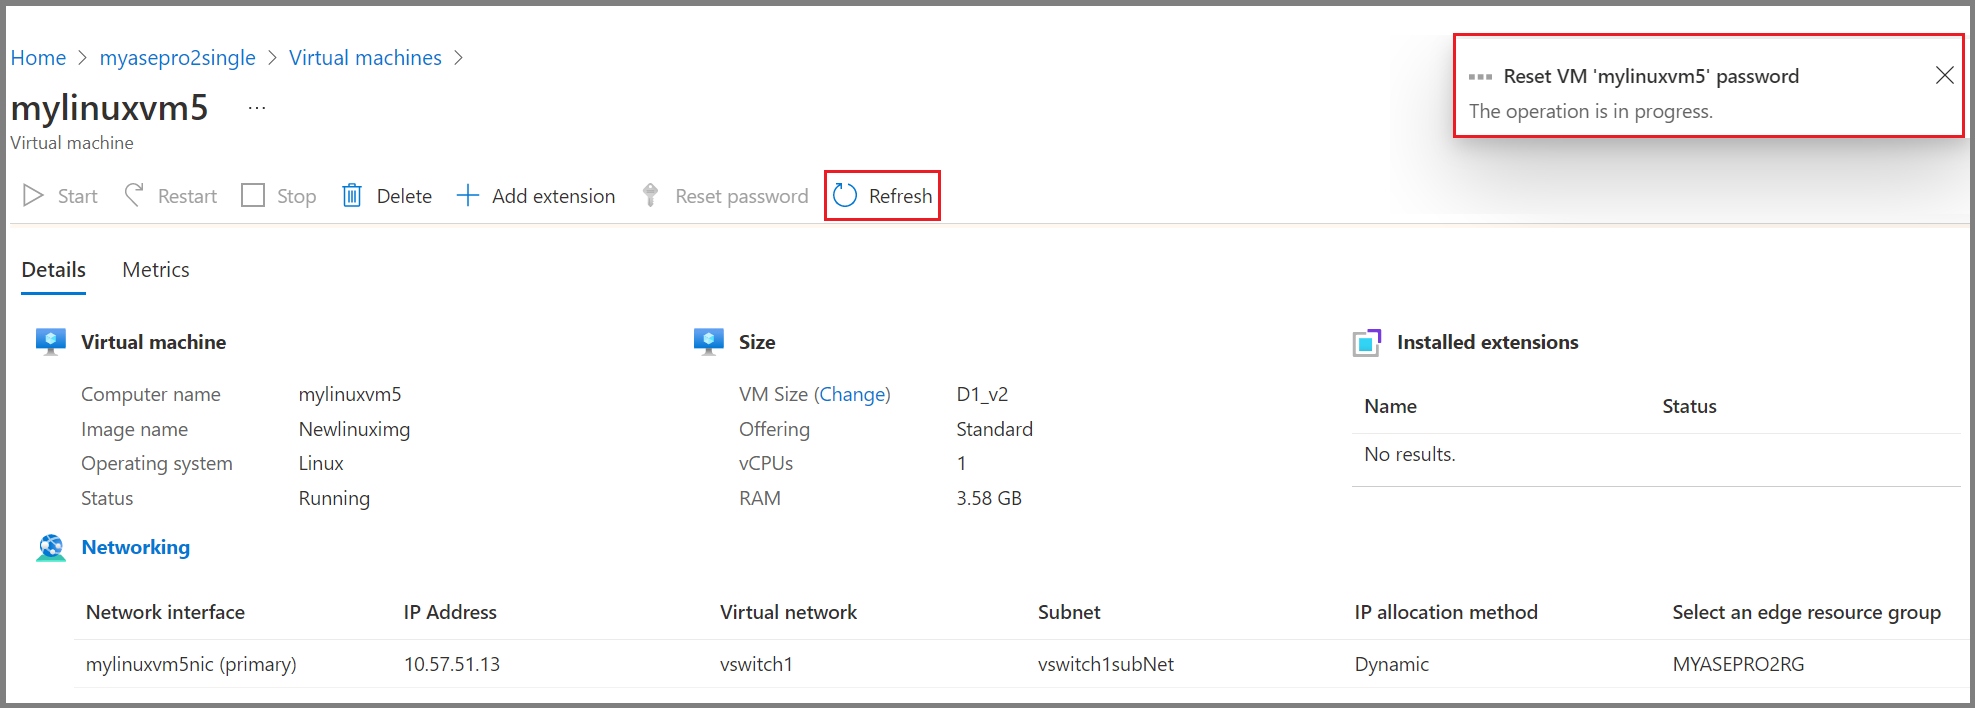 Home > myasepro2single > Virtual machines >
mylinuxvm5 ...
Virtual machine
Reset VM 'mylinuxvm5' password
The operation is in progress.
Start Restart Stop Delete Add extension Reset password Refresh
Details Metrics
Virtual machine
Computer name mylinuxvm5
Image name Newlinuximg
Operating system Linux
Status Running
Size
VM Size (Change) D1_v2
Offering Standard
vCPUs 1
RAM 3.58 GB
Installed extensions
Name Status
No results.
Networking
Network interface IP Address Virtual network Subnet IP allocation method Select an edge resource group
mylinuxvm5nic (primary) 10.57.51.13 vswitch1 vswitch1subNet Dynamic MYASEPRO2RG